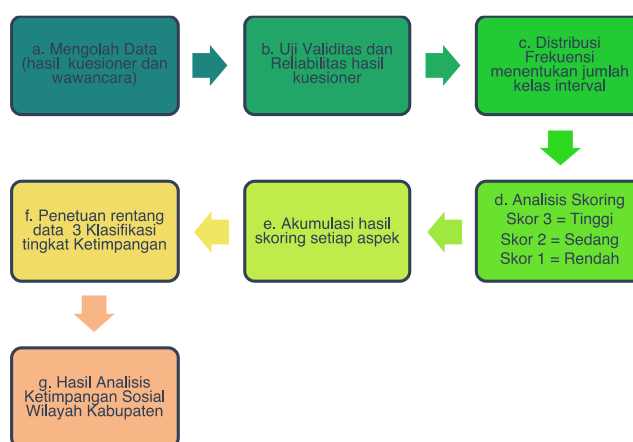 a. Mengolah Data
(hasil kuesioner dan
wawancara)
b. Uji Validitas dan
Reliabilitas hasil
kuesioner
c. Distribusi
Frekuensi
menentukan jumlah
kelas interval
d. Analisis Skoring
Skor 3 = Tinggi
Skor 2 = Sedang
Skor 1 = Rendah
e. Akumulasi hasil
skoring setiap aspek
f. Penetuan rentang
data 3 Klasifikasi
tingkat Ketimpangan
g. Hasil Analisis
Ketimpangan Sosial
Wilayah Kabupaten